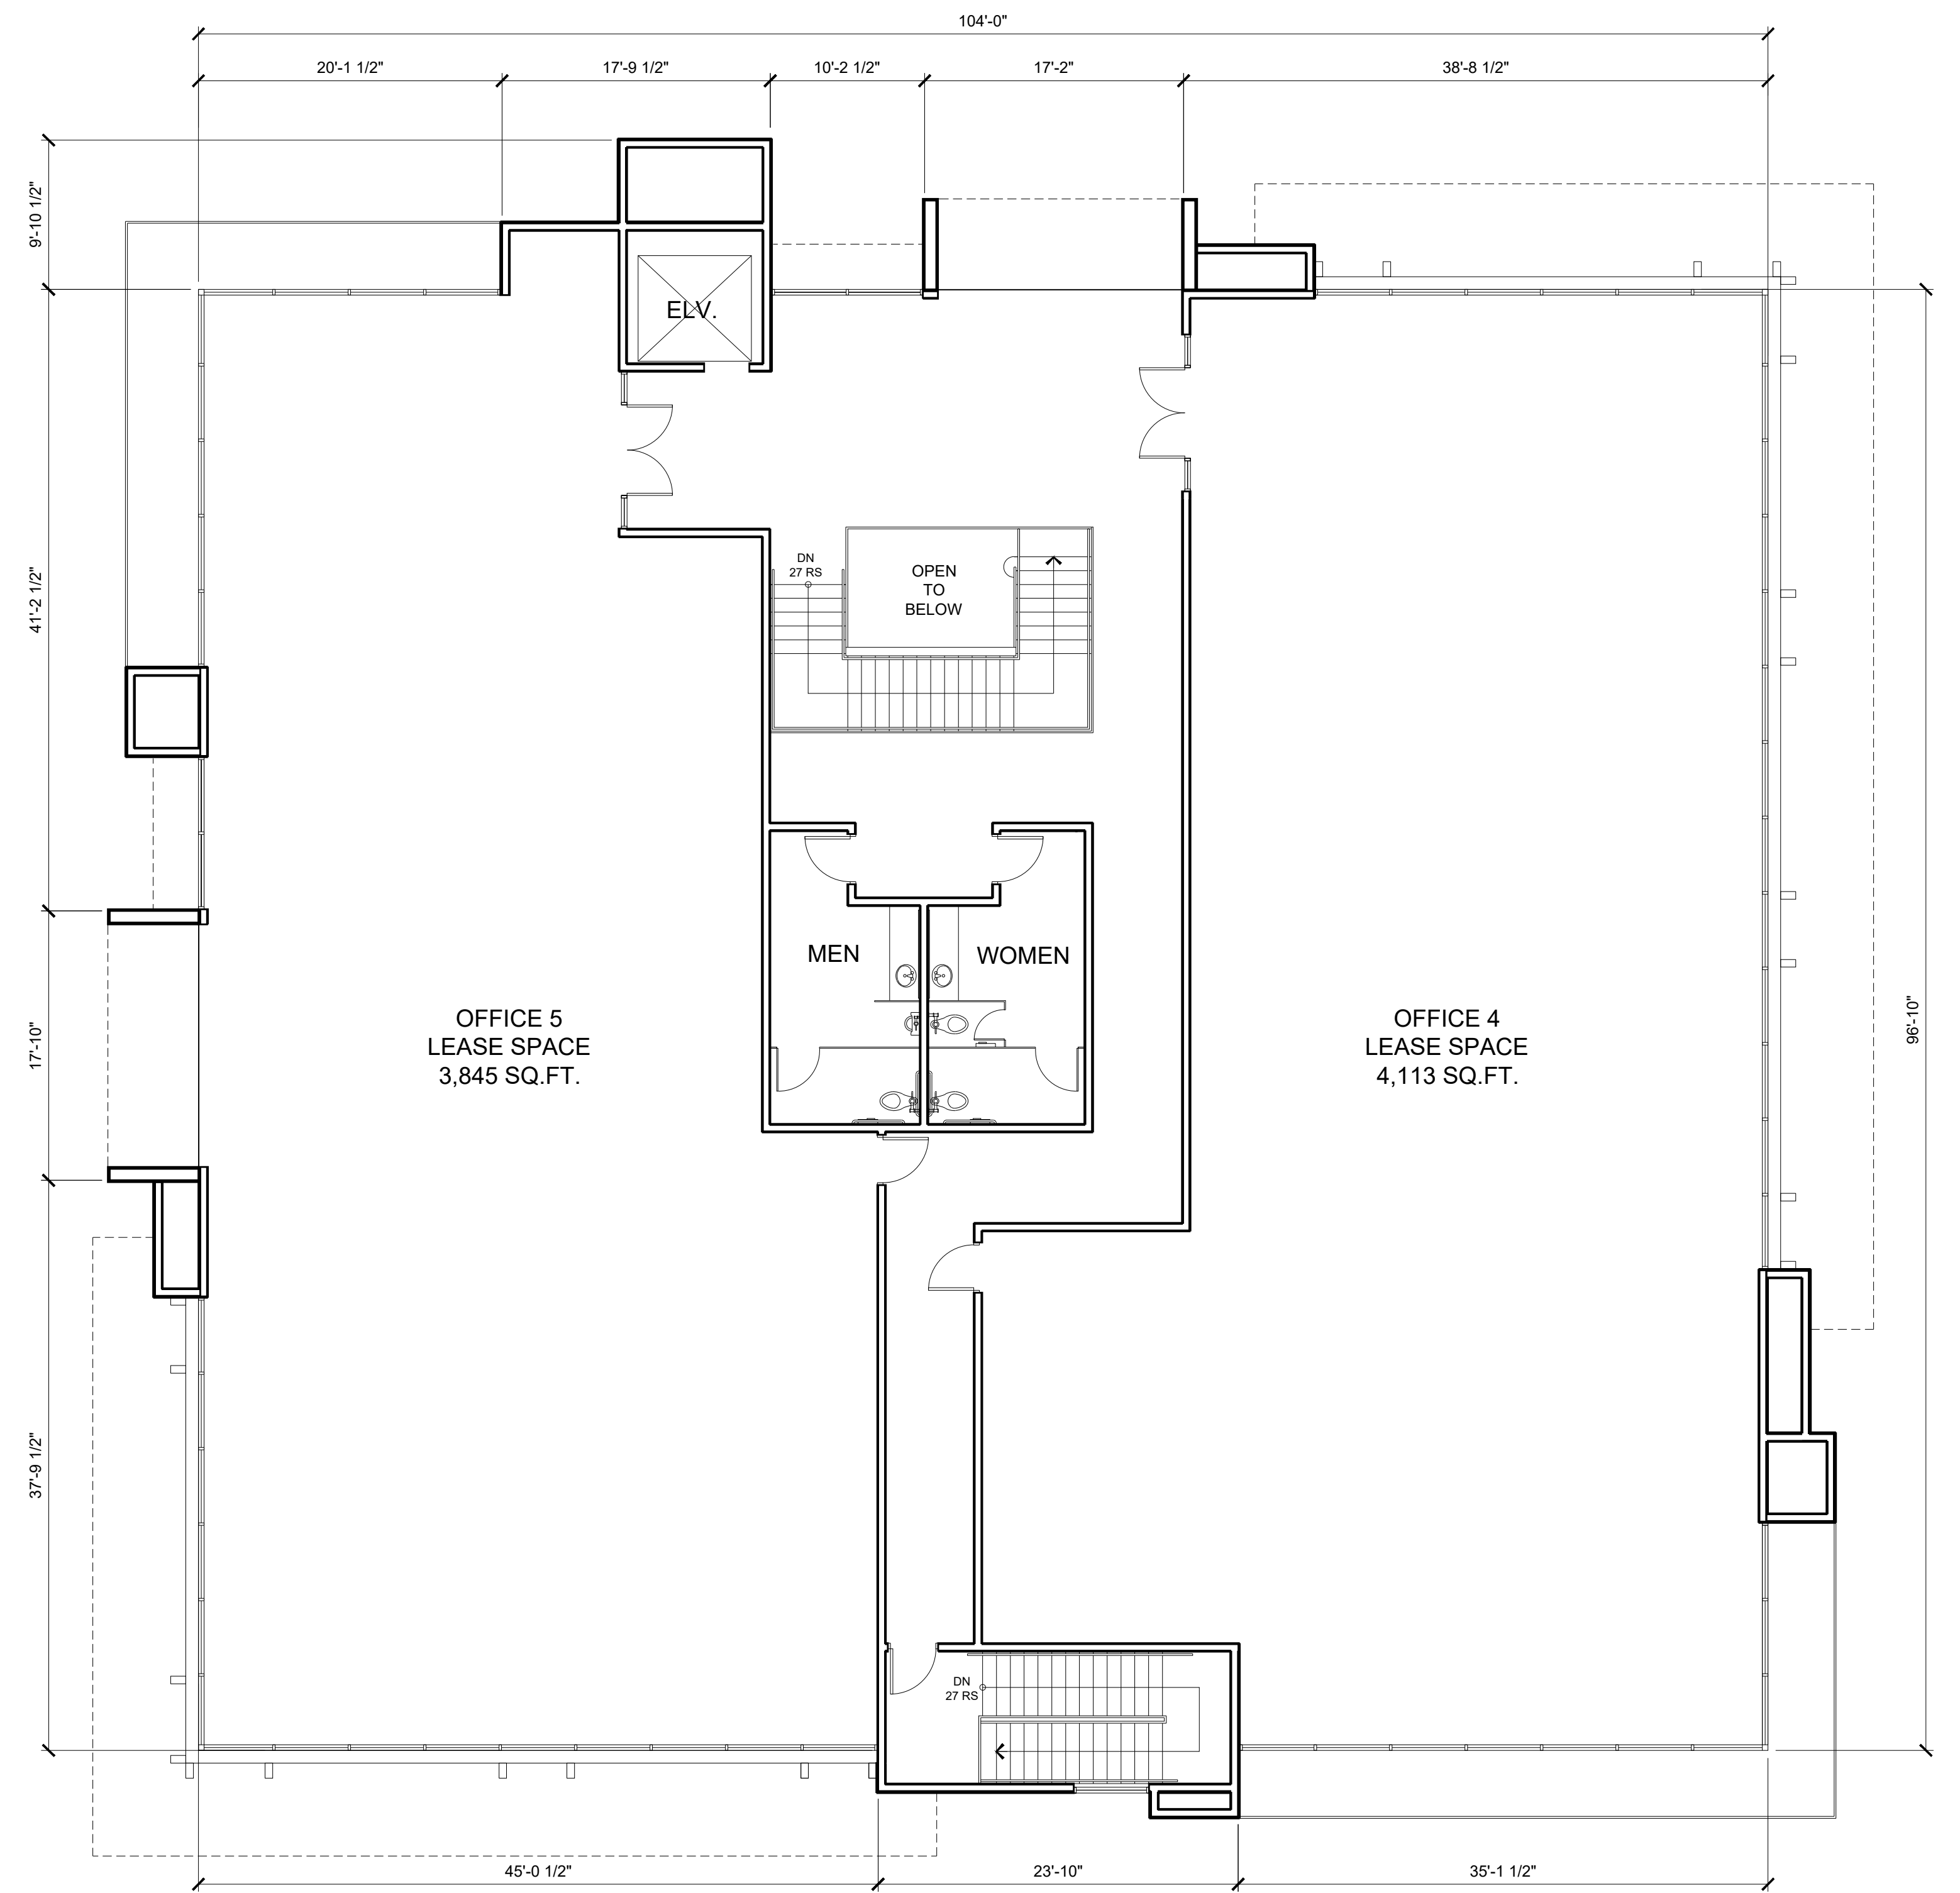 104'-0"
20'-1 1/2"
17'-9 1/2"
10'-2 1/2"
17'-2"
38'-8 1/2"
9'-10 1/2"
ELV.
41'-2 1/2"
DN
27 RS
OPEN
TO
BELOW
MEN
WOMEN
OFFICE 5
LEASE SPACE
3,845 SQ.FT.
OFFICE 4
LEASE SPACE
4,113 SQ.FT.
17'-10"
96'-10"
37'-9 1/2"
DN
27 RS
45'-0 1/2"
23'-10"
35'-1 1/2"